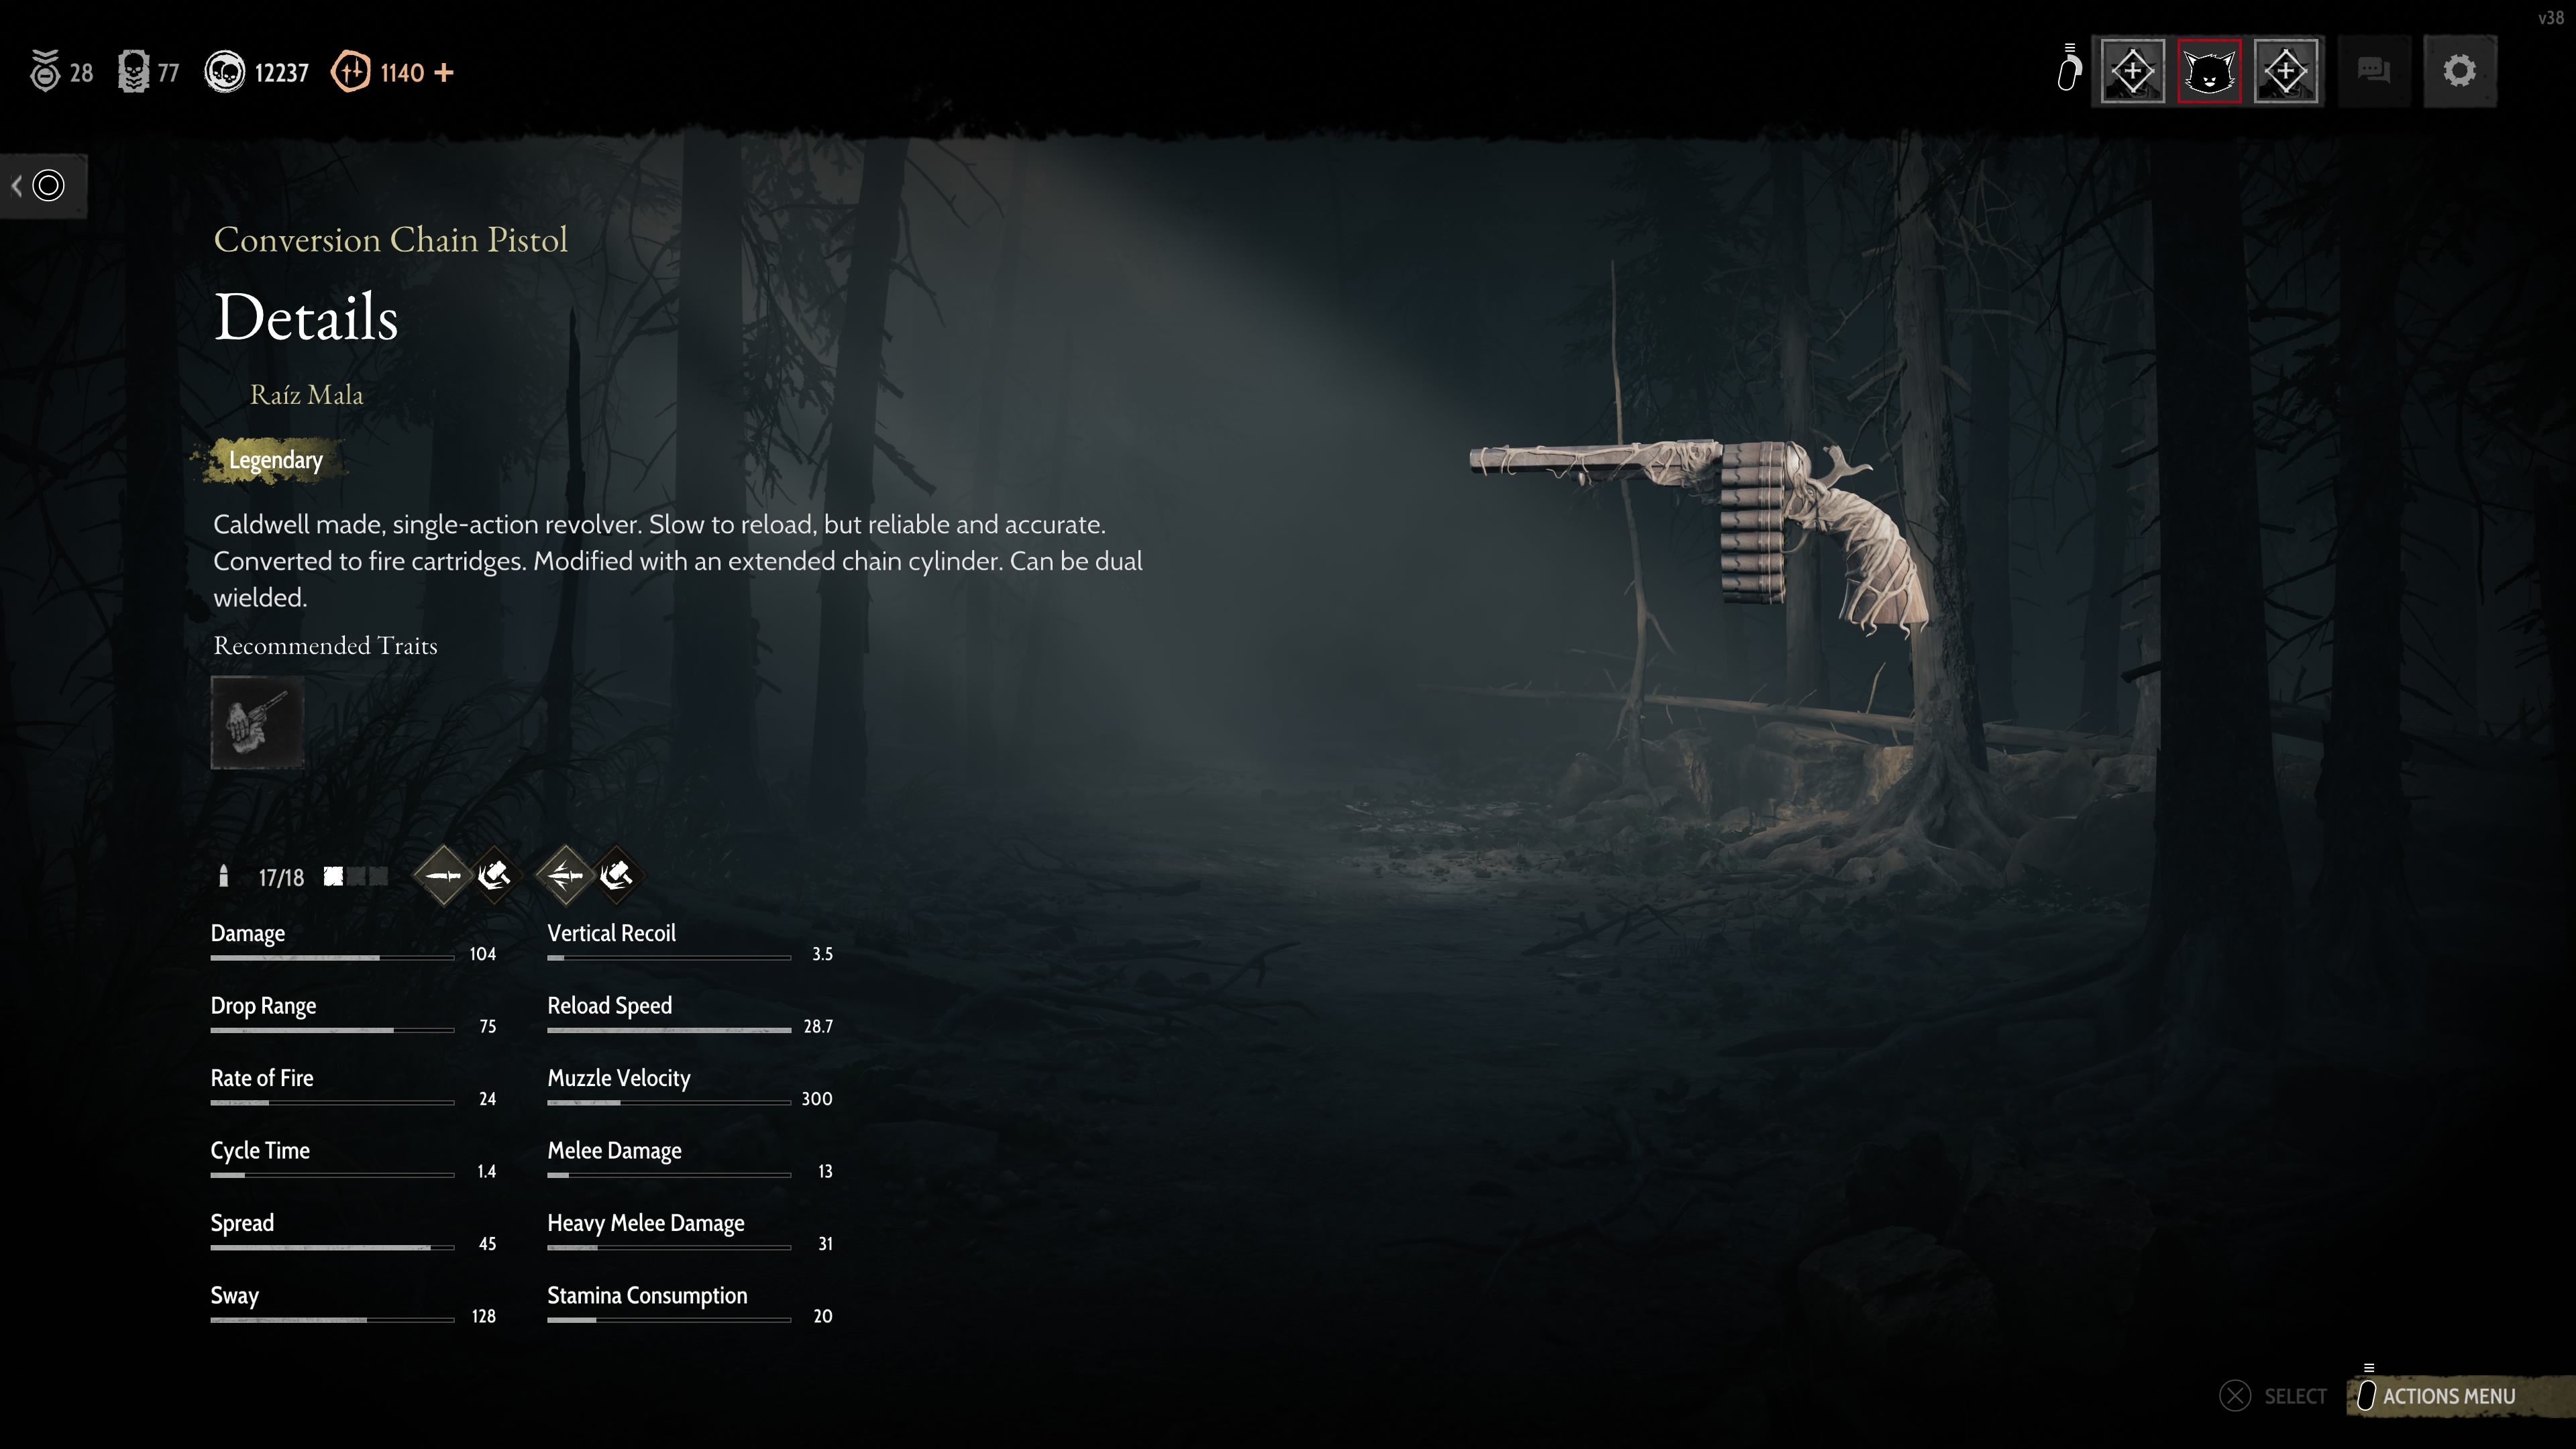 v38
28
77
12237
1140 +
Conversion Chain Pistol
Details
Raíz Mala
Legendary
Caldwell made, single-action revolver. Slow to reload, but reliable and accurate.
Converted to fire cartridges. Modified with an extended chain cylinder. Can be dual
wielded.
Recommended Traits
17/18
Damage
104
Drop Range
75
Rate of Fire
24
Cycle Time
1.4
Spread
45
Sway
128
Vertical Recoil
3.5
Reload Speed
28.7
Muzzle Velocity
300
Melee Damage
13
Heavy Melee Damage
31
Stamina Consumption
20
SELECT
ACTIONS MENU